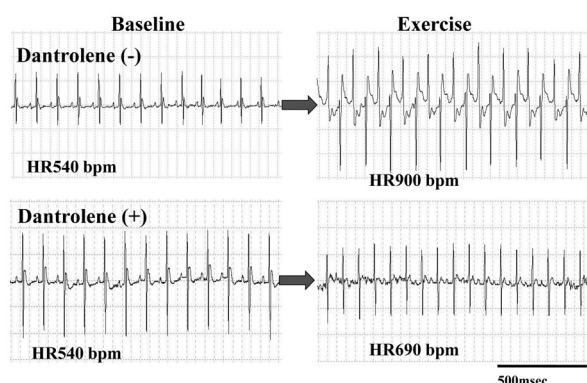 Baseline
Exercise
Dantrolene (-)
HR540 bpm
HR900 bpm
Dantrolene (+)
HR540 bpm
HR690 bpm
500msec